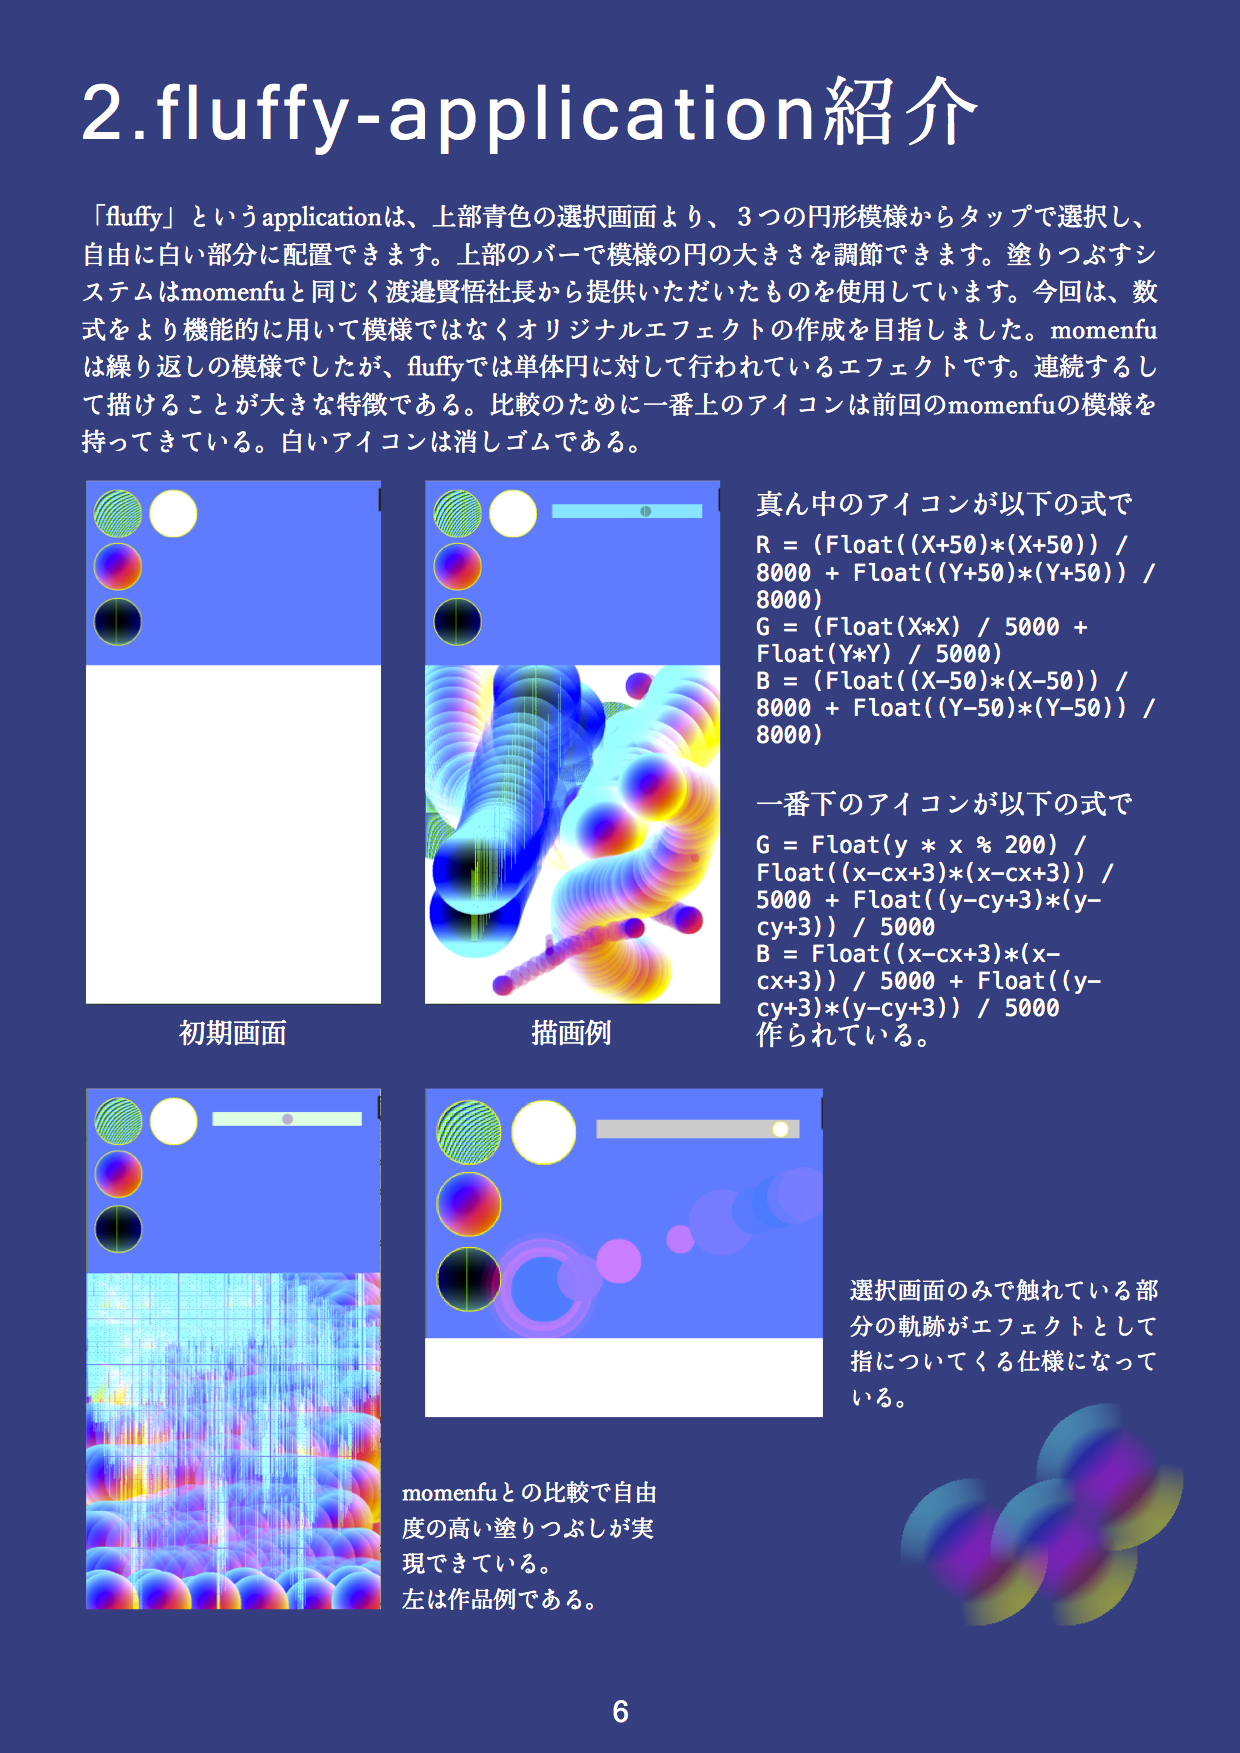 2.fluffy-application紹介
「fluffy」というapplicationは、上部青色の選択画面より、３つの円形模様からタップで選択し、
自由に白い部分に配置できます。上部のバーで模様の円の大きさを調節できます。塗りつぶすシ
ステムはmomenfuと同じく渡邉賢悟社長から提供いただいたものを使用しています。今回は、数
式をより機能的に用いて模様ではなくオリジナルエフェクトの作成を目指しました。momenfu
は繰り返しの模様でしたが、fluffyでは単体円に対して行われているエフェクトです。連続するし
て描けることが大きな特徴である。比較のために一番上のアイコンは前回のmomenfuの模様を
持ってきている。白いアイコンは消しゴムである。
初期画面
描画例
真ん中のアイコンが以下の式で
R = (Float((X+50)*(X+50)) /
8000 + Float((Y+50)*(Y+50)) /
8000)
G = (Float(X*X) / 5000 +
Float(Y*Y) / 5000)
B = (Float((X-50)*(X-50)) /
8000 + Float((Y-50)*(Y-50)) /
8000)
一番下のアイコンが以下の式で
G = Float(y * x % 200) /
Float((x-cx+3)*(x-cx+3)) /
5000 + Float((y-cy+3)*(y-
cy+3)) / 5000
B = Float((x-cx+3)*(x-
cx+3)) / 5000 + Float((y-
cy+3)*(y-cy+3)) / 5000
作られている。
選択画面のみで触れている部
分の軌跡がエフェクトとして
指についてくる仕様になって
いる。
momenfuとの比較で自由
度の高い塗りつぶしが実
現できている。
左は作品例である。
6